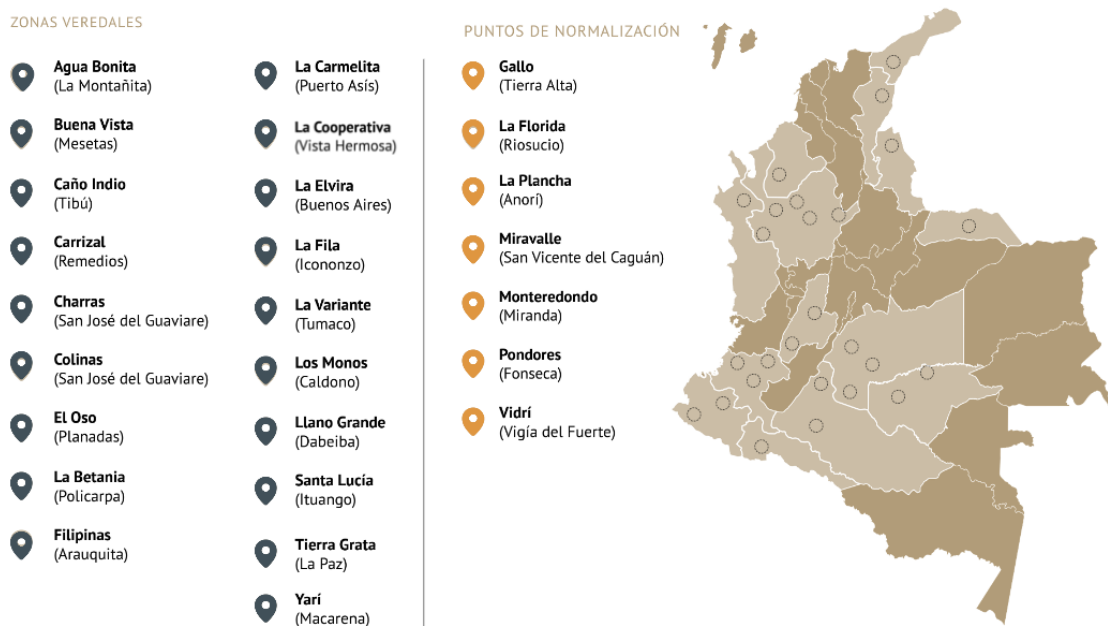 ZONAS VEREDALES
Agua Bonita
(La Montañita)
Buena Vista
(Mesetas)
Caño Indio
(Tibú)
Carrizal
(Remedios)
Charras
(San José del Guaviare)
Colinas
(San José del Guaviare)
El Oso
(Planadas)
La Betania
(Policarpa)
Filipinas
(Arauquita)
La Carmelita
(Puerto Asís)
La Cooperativa
(Vista Hermosa)
La Elvira
(Buenos Aires)
La Fila
(Icononzo)
La Variante
(Tumaco)
Los Monos
(Caldono)
Llano Grande
(Dabeiba)
Santa Lucía
(Ituango)
Tierra Grata
(La Paz)
Yarí
(Macarena)
PUNTOS DE NORMALIZACIÓN
Gallo
(Tierra Alta)
La Florida
(Riosucio)
La Plancha
(Anorí)
Miravalle
(San Vicente del Caguán)
Monteredondo
(Miranda)
Pondores
(Fonseca)
Vidrí
(Vigía del Fuerte)